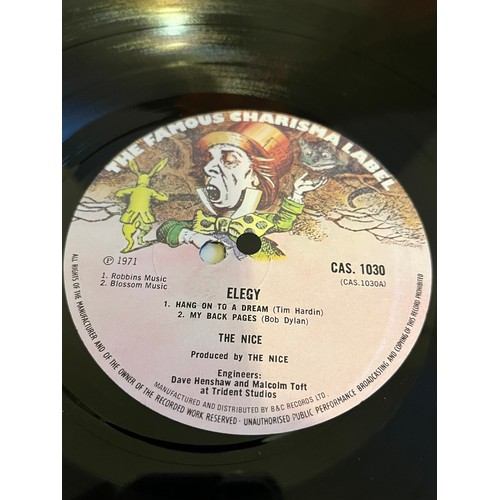 THE FAMOUS CHARISMA LABEL
℗ 1971
CAS. 1030
(CAS.1030A)
1. Robbins Music
2. Blossom Music
ELEGY
1. HANG ON TO A DREAM (Tim Hardin)
2. MY BACK PAGES (Bob Dylan)
THE NICE
Produced by THE NICE
Engineers:
Dave Henshaw and Malcolm Toft
at Trident Studios
MANUFACTURED AND DISTRIBUTED BY B&C RECORDS LTD.
ALL RIGHTS OF THE MANUFACTURER AND OF THE OWNER OF THE RECORDED WORK RESERVED · UNAUTHORISED PUBLIC PERFORMANCE BROADCASTING AND COPYING OF THIS RECORD PROHIBITED